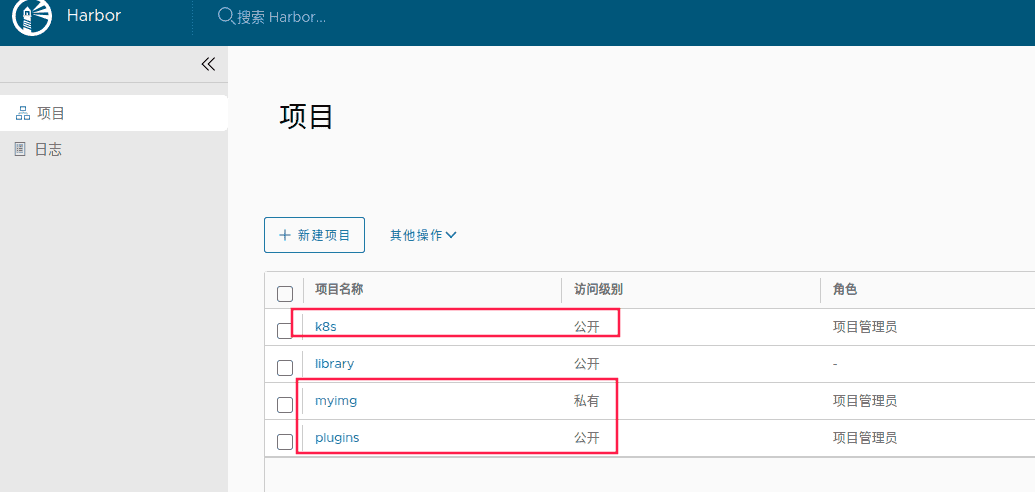 Harbor
搜索 Harbor...
项目
日志
项目
+ 新建项目 其他操作
项目名称 访问级别 角色
k8s 公开 项目管理员
library 公开 -
myimg 私有 项目管理员
plugins 公开 项目管理员